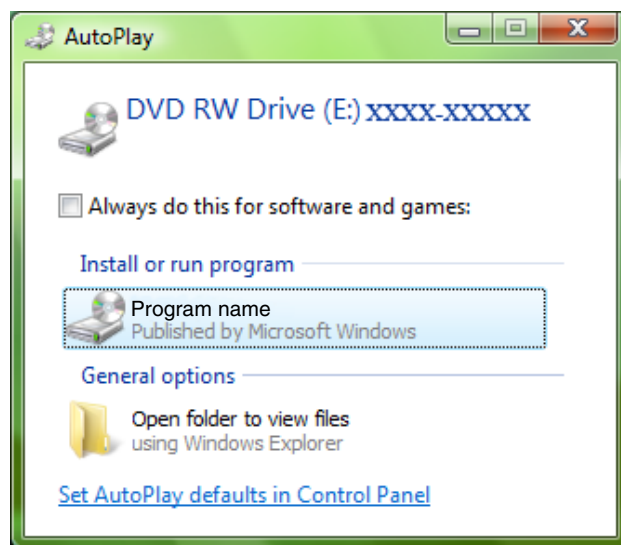 AutoPlay
DVD RW Drive (E:) XXXX-XXXXX
Always do this for software and games:
Install or run program
Program name
Published by Microsoft Windows
General options
Open folder to view files
using Windows Explorer
Set AutoPlay defaults in Control Panel